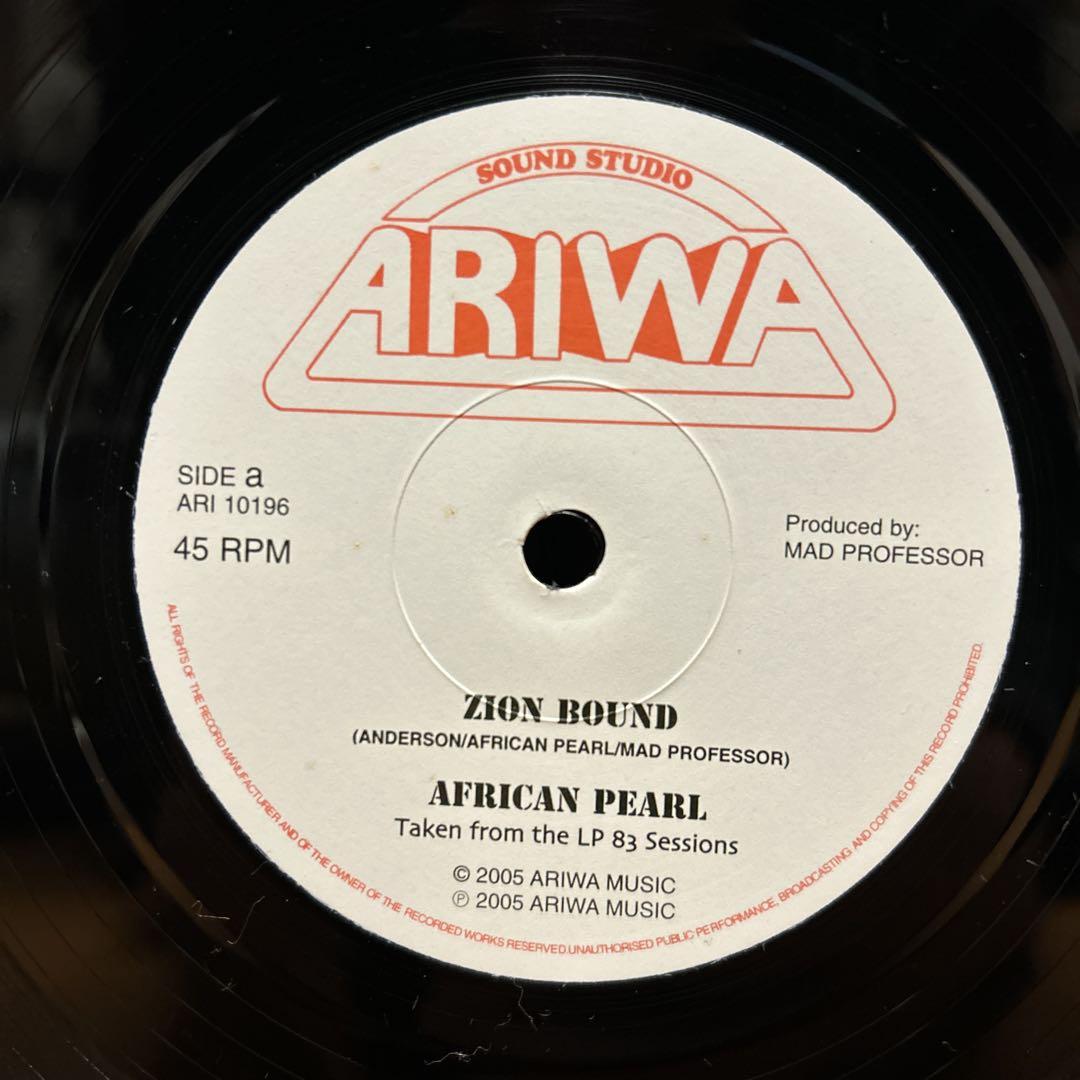 SOUND STUDIO
ARIWA
SIDE a
ARI 10196
45 RPM
Produced by:
MAD PROFESSOR
ZION BOUND
(ANDERSON/AFRICAN PEARL/MAD PROFESSOR)
AFRICAN PEARL
Taken from the LP 83 Sessions
© 2005 ARIWA MUSIC
℗ 2005 ARIWA MUSIC
ALL RIGHTS OF THE RECORD MANUFACTURER AND OF THE OWNER OF THE RECORDED WORKS RESERVED.UNAUTHORISED PUBLIC PERFORMANCE, BROADCASTING AND COPYING OF THIS RECORD PROHIBITED.